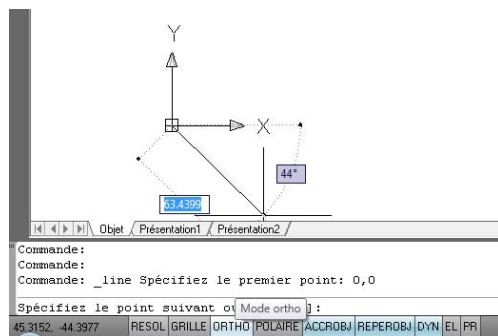 Y
X
44°
63.4399
Objet / Présentation1 / Présentation2 /
Commande:
Commande:
Commande: _line Spécifiez le premier point: 0,0
Spécifiez le point suivant ou
Mode ortho
]:
45.3152, -44.3977 RESOL GRILLE ORTHO POLAIRE ACCROBJ REPEROBJ DYN EL PR